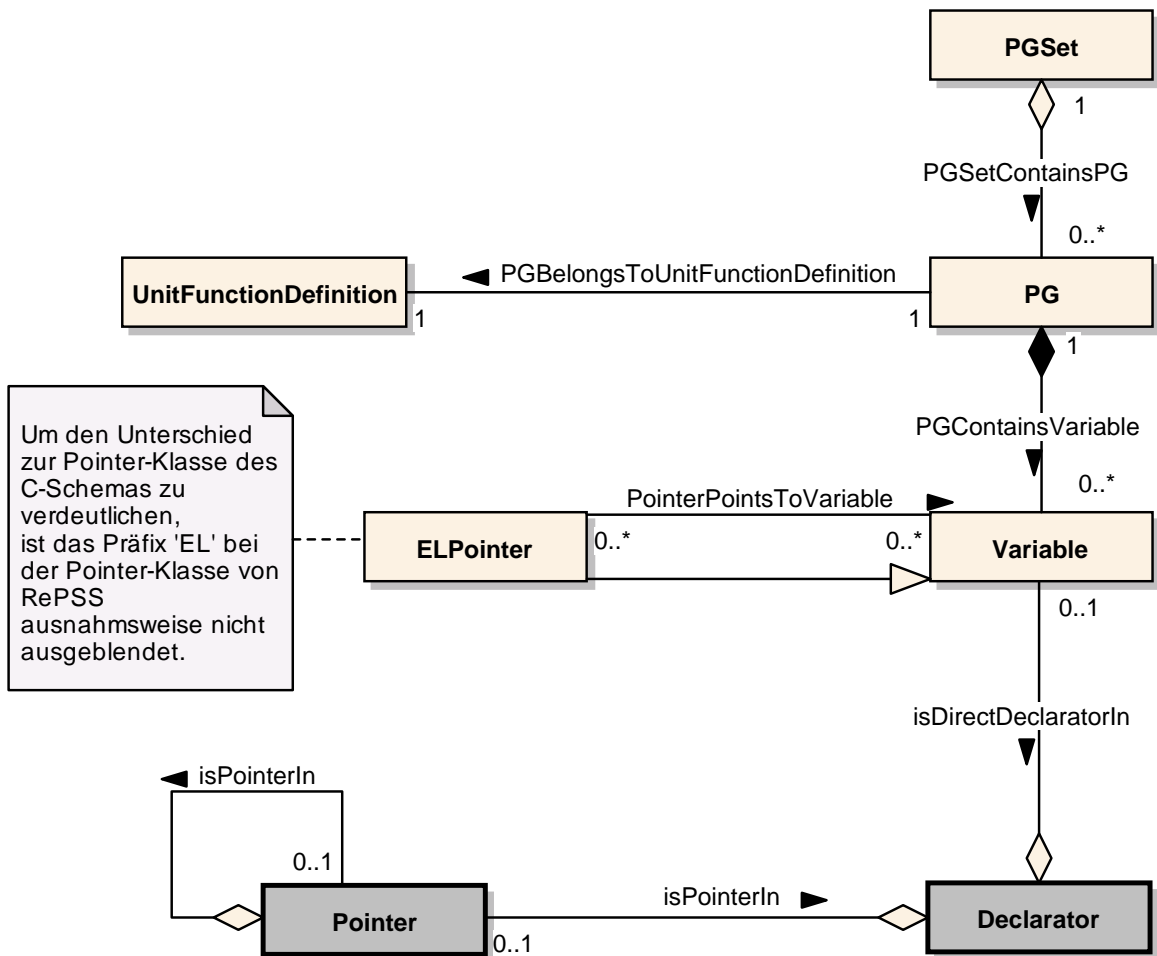 PGSet
1
PGSetContainsPG
0..*
PGBelongsToUnitFunctionDefinition
UnitFunctionDefinition
PG
1
1
1
Um den Unterschied
zur Pointer-Klasse des
C-Schemas zu
verdeutlichen,
ist das Präfix 'EL' bei
der Pointer-Klasse von
RePSS
ausnahmsweise nicht
ausgeblendet.
PGContainsVariable
0..*
PointerPointsToVariable
ELPointer
0..*
0..*
Variable
0..1
isDirectDeclaratorIn
isPointerIn
0..1
Pointer
isPointerIn
0..1
Declarator